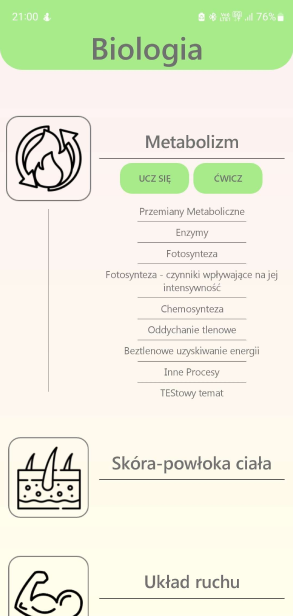 21:00 76%
Biologia
Metabolizm
UCZ SIĘ ĆWICZ
Przemiany Metaboliczne
Enzymy
Fotosynteza
Fotosynteza - czynniki wpływające na jej
intensywność
Chemosynteza
Oddychanie tlenowe
Beztlenowe uzyskiwanie energii
Inne Procesy
TEStowy temat
Skóra-powłoka ciała
Układ ruchu